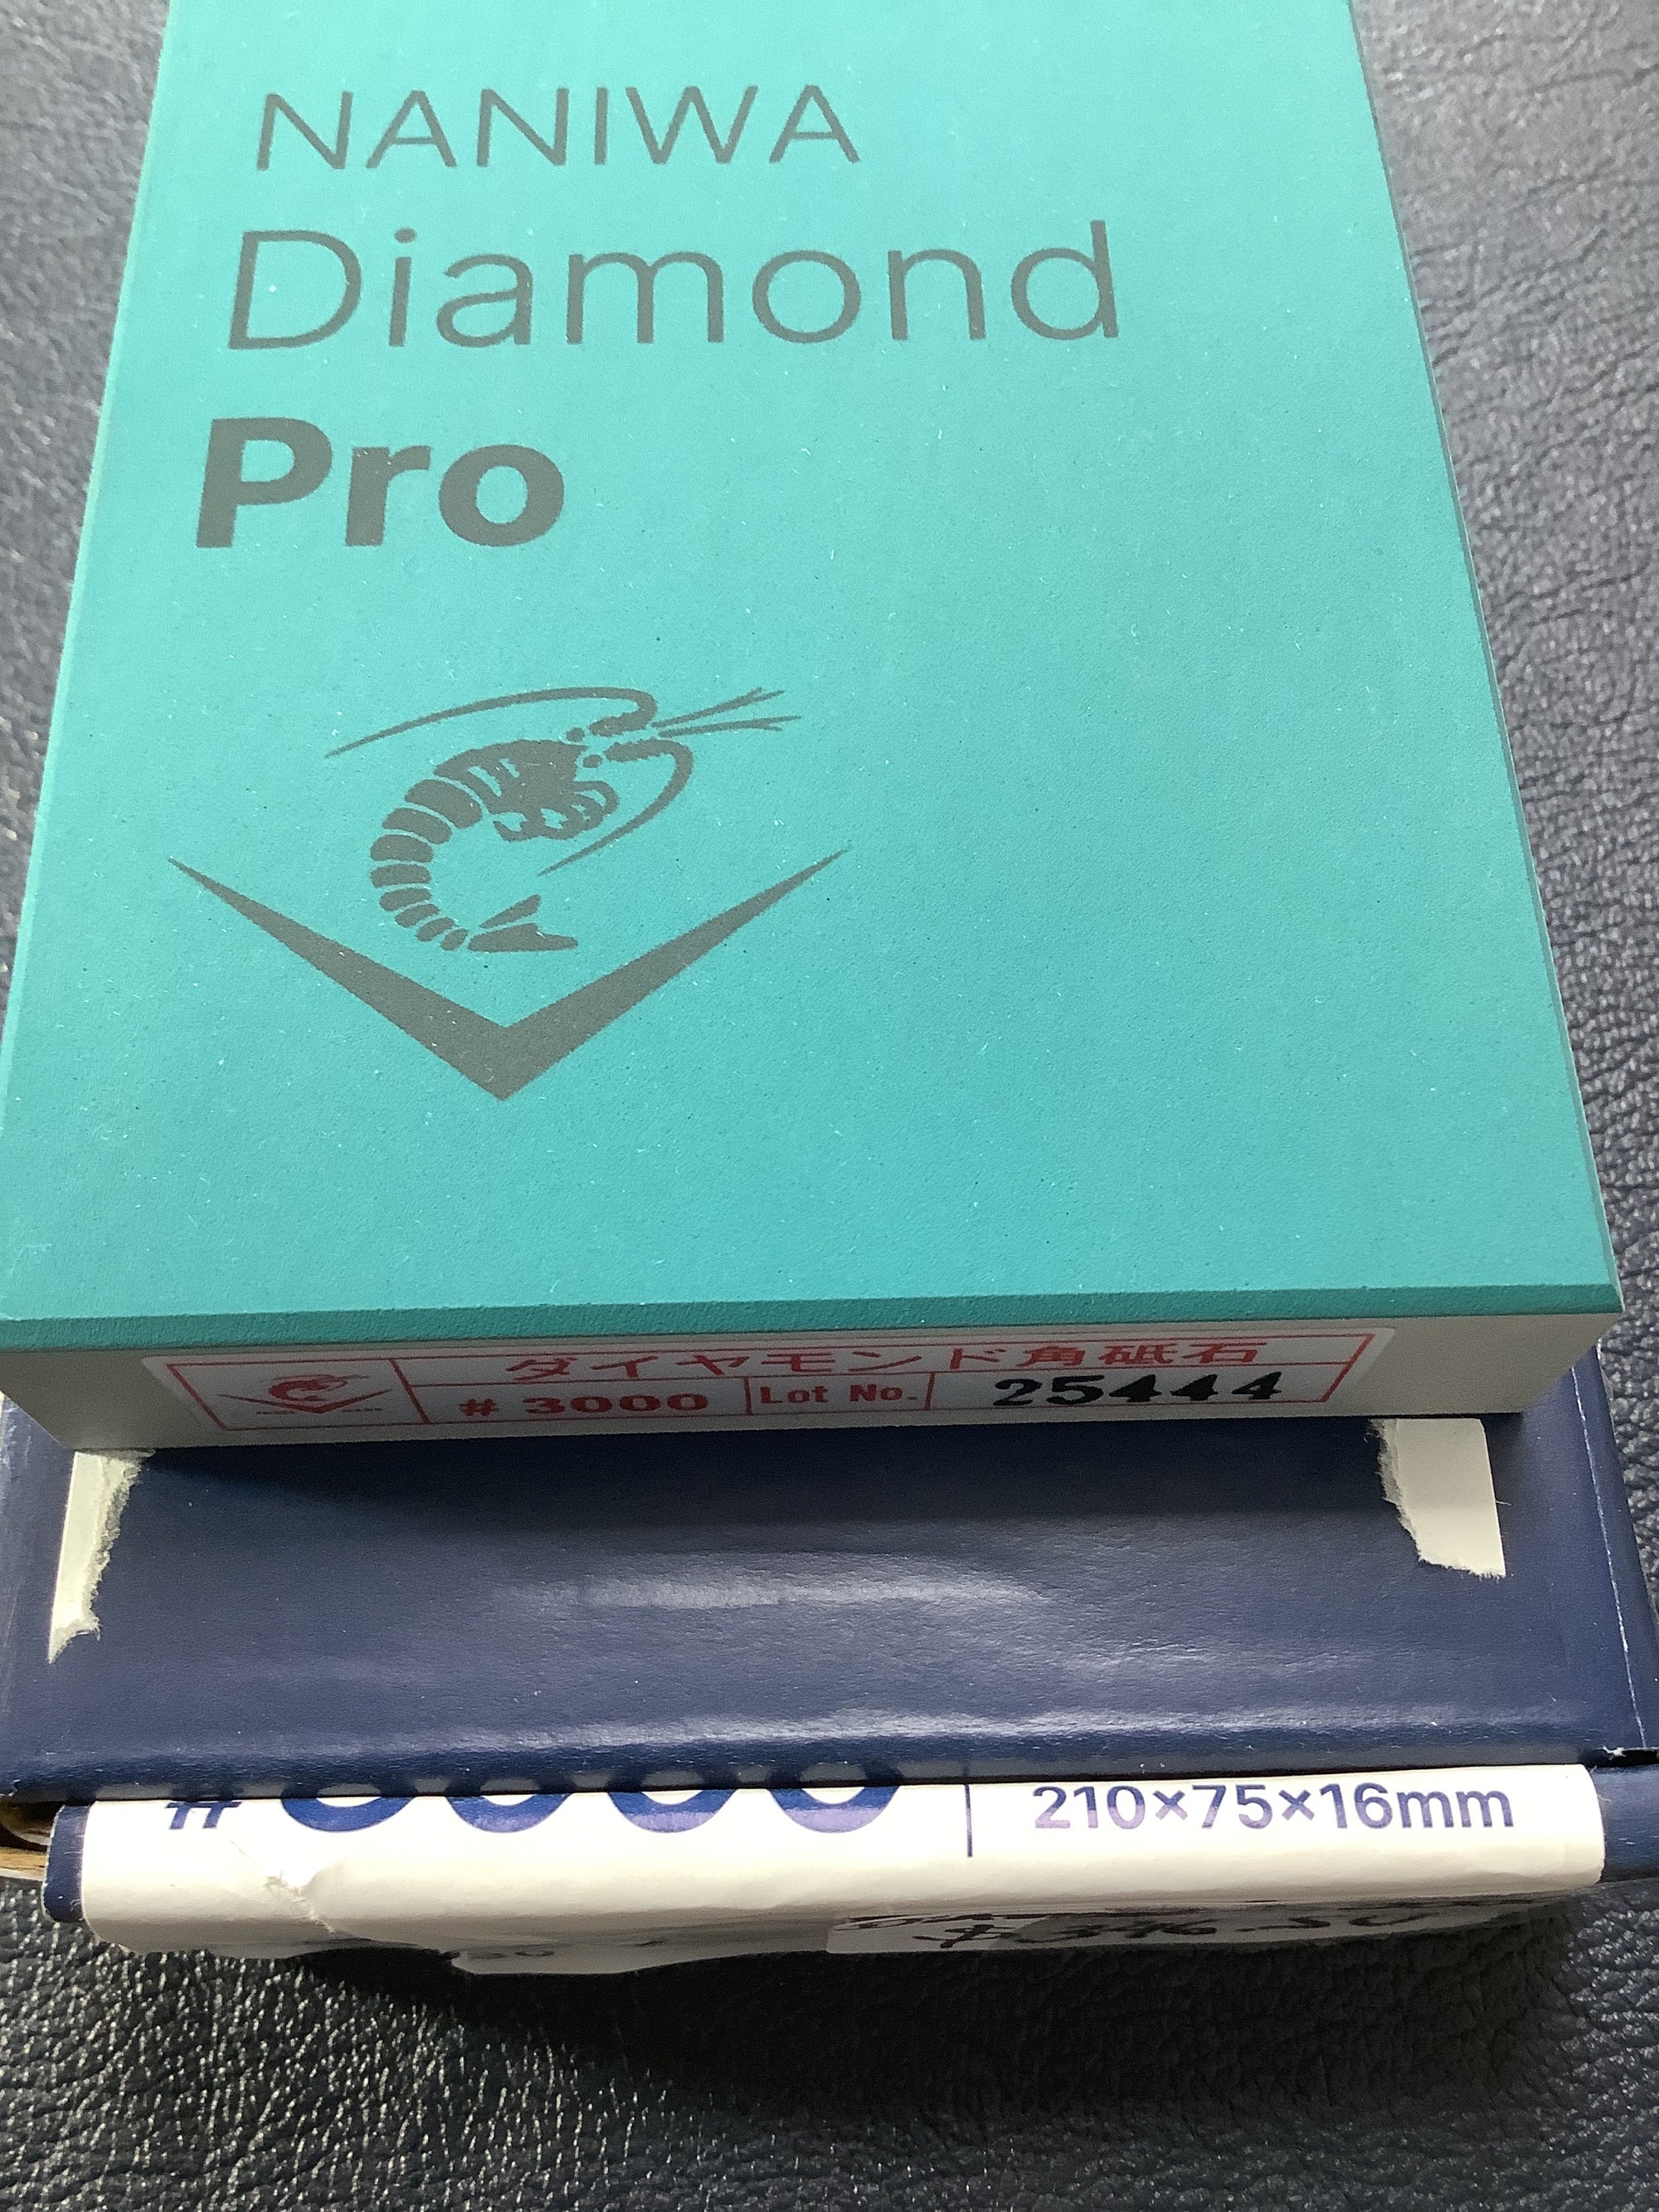 NANIWA
Diamond
Pro
ダイヤモンド角砥石
# 3000 Lot No. 25444
210×75×16mm